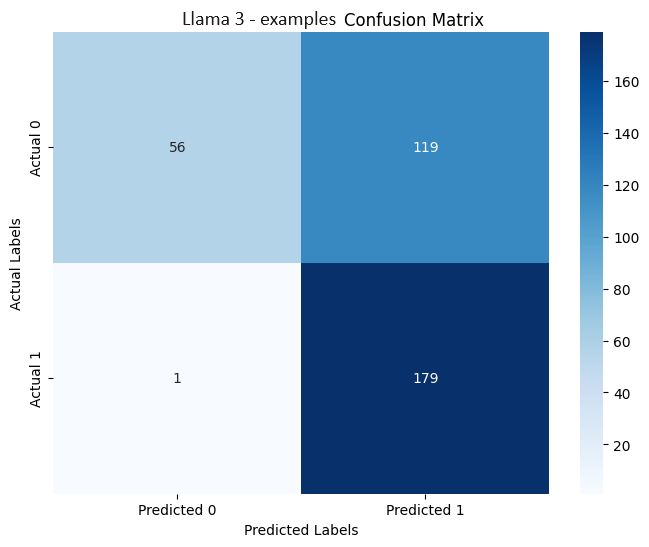 Llama 3 - examples Confusion Matrix
Actual Labels
Actual 0
56
119
Actual 1
1
179
Predicted 0
Predicted 1
Predicted Labels
160
140
120
100
80
60
40
20